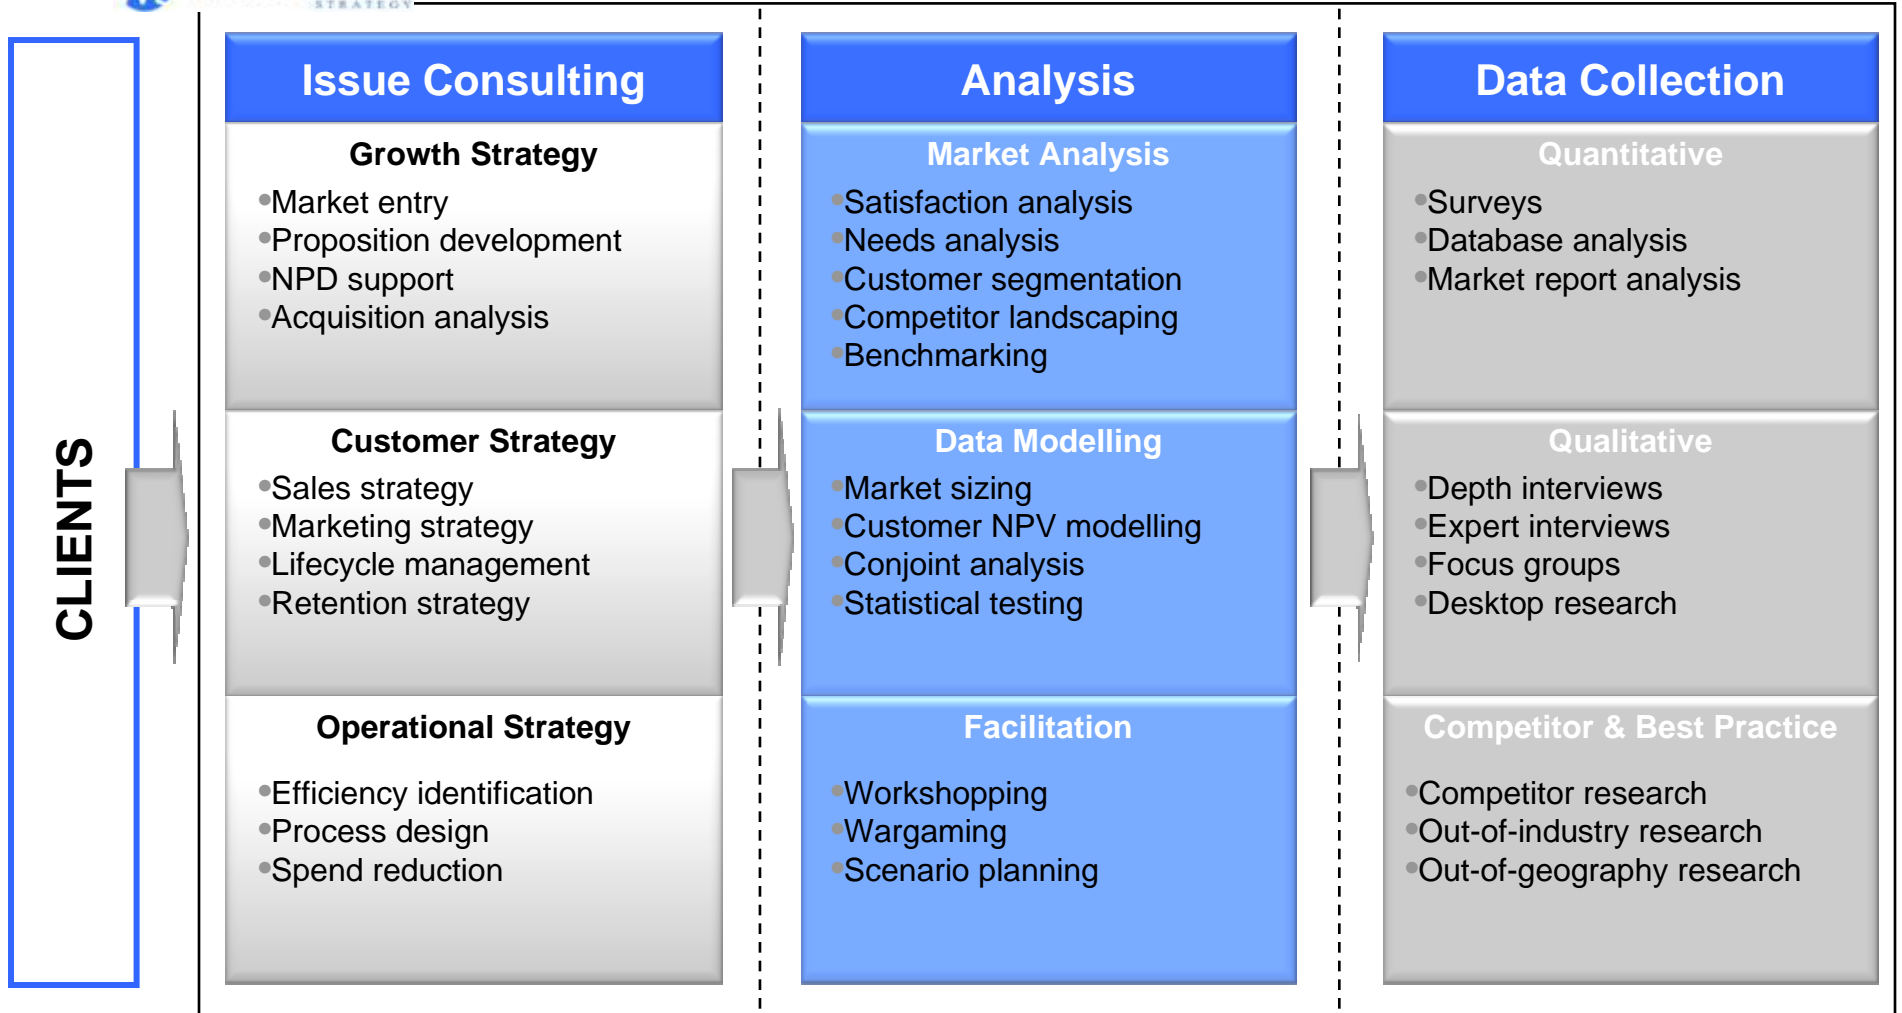 STRATEGY
CLIENTS
Issue Consulting
Growth Strategy
•Market entry
•Proposition development
•NPD support
•Acquisition analysis
Customer Strategy
•Sales strategy
•Marketing strategy
•Lifecycle management
•Retention strategy
Operational Strategy
•Efficiency identification
•Process design
•Spend reduction
Analysis
Market Analysis
•Satisfaction analysis
•Needs analysis
•Customer segmentation
•Competitor landscaping
•Benchmarking
Data Modelling
•Market sizing
•Customer NPV modelling
•Conjoint analysis
•Statistical testing
Facilitation
•Workshopping
•Wargaming
•Scenario planning
Data Collection
Quantitative
•Surveys
•Database analysis
•Market report analysis
Qualitative
•Depth interviews
•Expert interviews
•Focus groups
•Desktop research
Competitor & Best Practice
•Competitor research
•Out-of-industry research
•Out-of-geography research